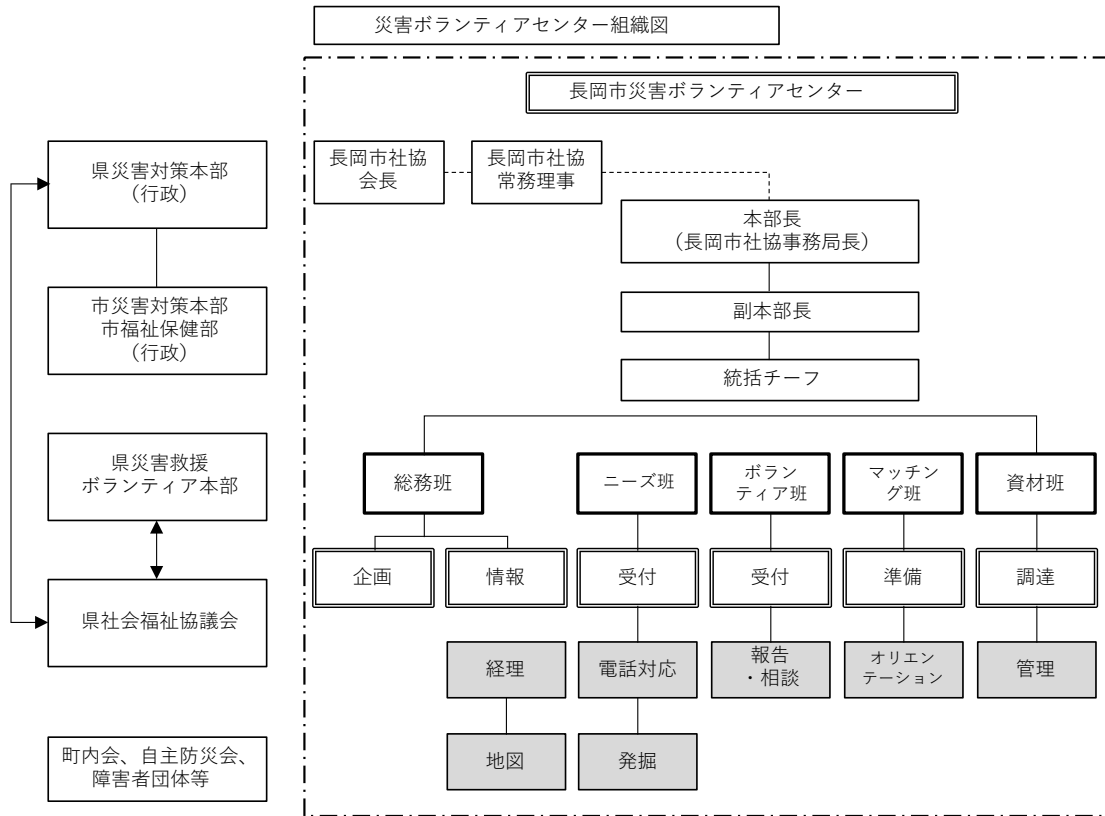 災害ボランティアセンター組織図
長岡市災害ボランティアセンター
県災害対策本部
（行政）
市災害対策本部
市福祉保健部
（行政）
県災害救援
ボランティア本部
県社会福祉協議会
町内会、自主防災会、
障害者団体等
長岡市社協
会長
長岡市社協
常務理事
本部長
（長岡市社協事務局長）
副本部長
統括チーフ
総務班
ニーズ班
ボラン
ティア班
マッチン
グ班
資材班
企画
情報
受付
受付
準備
調達
経理
電話対応
報告
・相談
オリエン
テーション
管理
地図
発掘